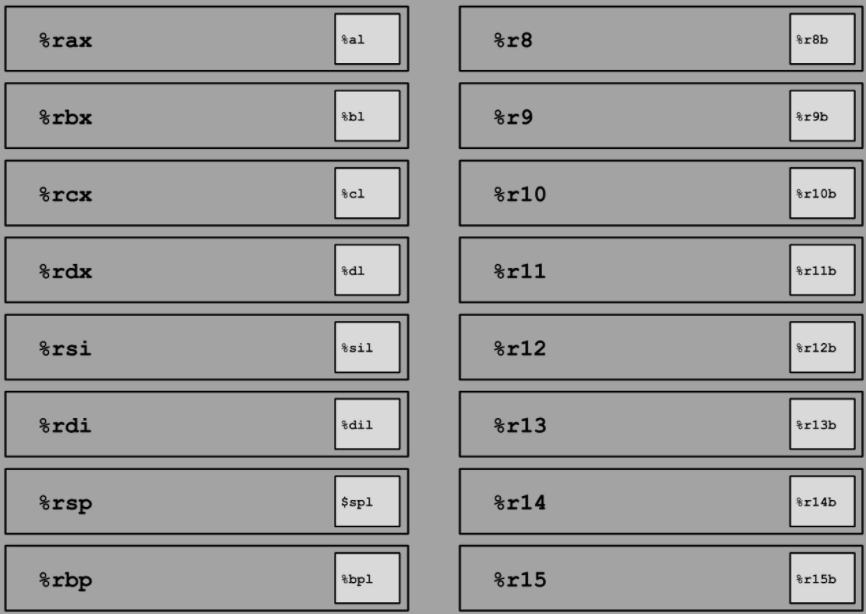 %rax %al %r8 %r8b
%rbx %bl %r9 %r9b
%rcx %cl %r10 %r10b
%rdx %dl %r11 %r11b
%rsi %sil %r12 %r12b
%rdi %dil %r13 %r13b
%rsp $spl %r14 %r14b
%rbp %bpl %r15 %r15b